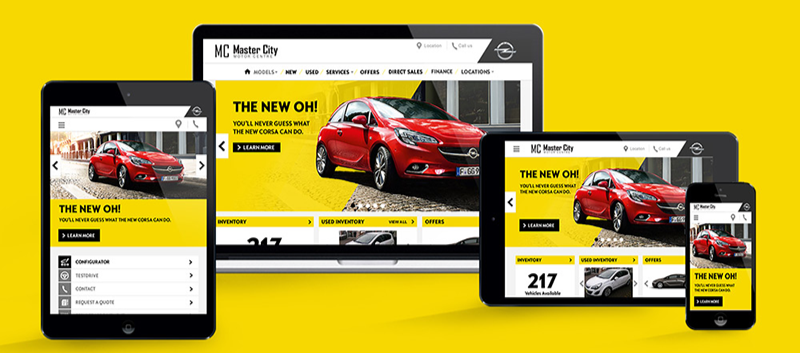 MC Master City
MOTOR CENTRE
Location
Call us
MODELS
NEW
USED
SERVICES
OFFERS
DIRECT SALES
FINANCE
LOCATIONS
THE NEW OH!
YOU'LL NEVER GUESS WHAT
THE NEW CORSA CAN DO.
LEARN MORE
INVENTORY
USED INVENTORY
VIEW ALL
OFFERS
217
MC Master City
THE NEW OH!
YOU'LL NEVER GUESS WHAT THE NEW CORSA CAN DO.
LEARN MORE
CONFIGURATOR
TESTDRIVE
CONTACT
REQUEST A QUOTE
MC Master City
MOTOR CENTRE
Location
Call us
THE NEW OH!
YOU'LL NEVER GUESS WHAT
THE NEW CORSA CAN DO.
LEARN MORE
INVENTORY
USED INVENTORY
OFFERS
217
Vehicles Available
MC Master City
THE NEW OH!
YOU'LL NEVER GUESS WHAT
THE NEW CORSA CAN DO.
LEARN MORE